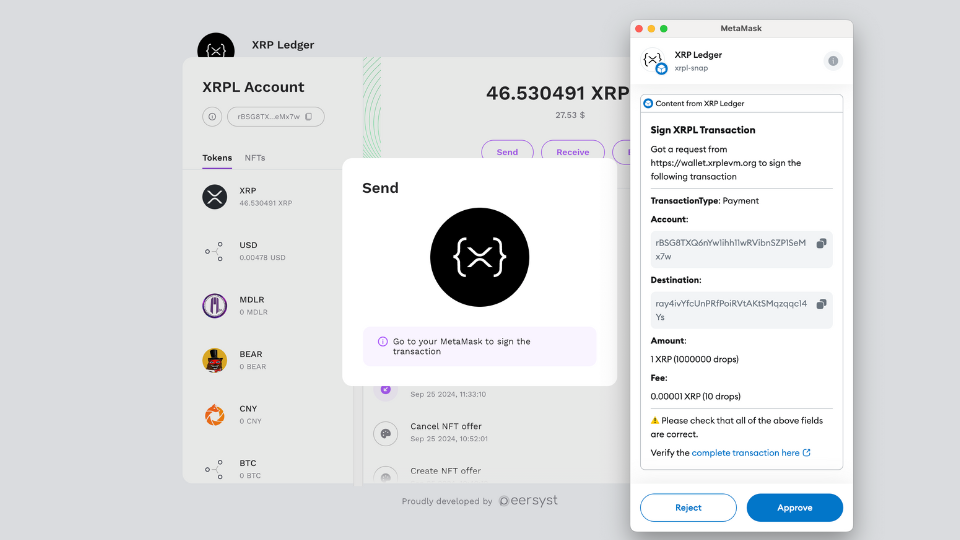 XRP Ledger
XRPL Account
rBSG8TX...eMx7w
Tokens
NFTs
XRP
46.530491 XRP
USD
0.00478 USD
MDLR
0 MDLR
BEAR
0 BEAR
CNY
0 CNY
BTC
0 BTC
46.530491 XRP
27.53 $
Send
Receive
Send
Go to your MetaMask to sign the
transaction
Sep 25 2024, 11:33:10
Cancel NFT offer
Sep 25 2024, 10:52:01
Create NFT offer
Proudly developed by Peersyst
MetaMask
XRP Ledger
xrpl-snap
Content from XRP Ledger
Sign XRPL Transaction
Got a request from
https://wallet.xrplevm.org to sign the
following transaction
TransactionType: Payment
Account:
rBSG8TXQ6nYw1ihh11wRVibnSZP1SeM
x7w
Destination:
ray4ivYfcUnPRfPoiRVtAKtSMqzqqc14
Ys
Amount:
1 XRP (1000000 drops)
Fee:
0.00001 XRP (10 drops)
⚠️ Please check that all of the above fields
are correct.
Verify the complete transaction here
Reject
Approve